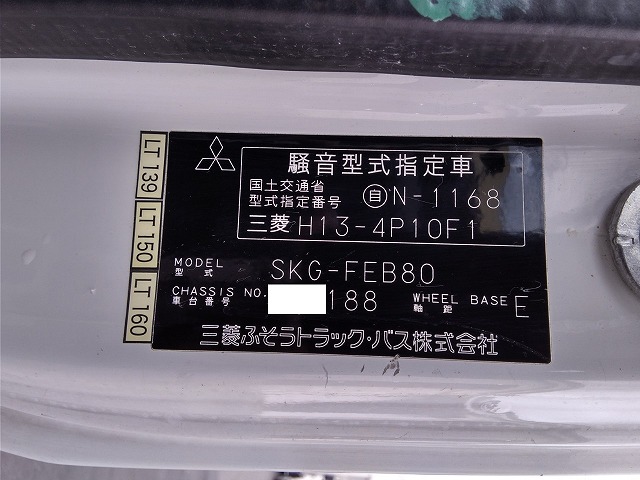 騒音型式指定車
国土交通省
型式指定番号 自N-1168
三菱 H13-4P10F1
MODEL
型式 SKG-FEB80
CHASSIS NO.
車台番号 188 WHEEL BASE
軸距 E
三菱ふそうトラック・バス株式会社
LT 139
LT 150
LT 160